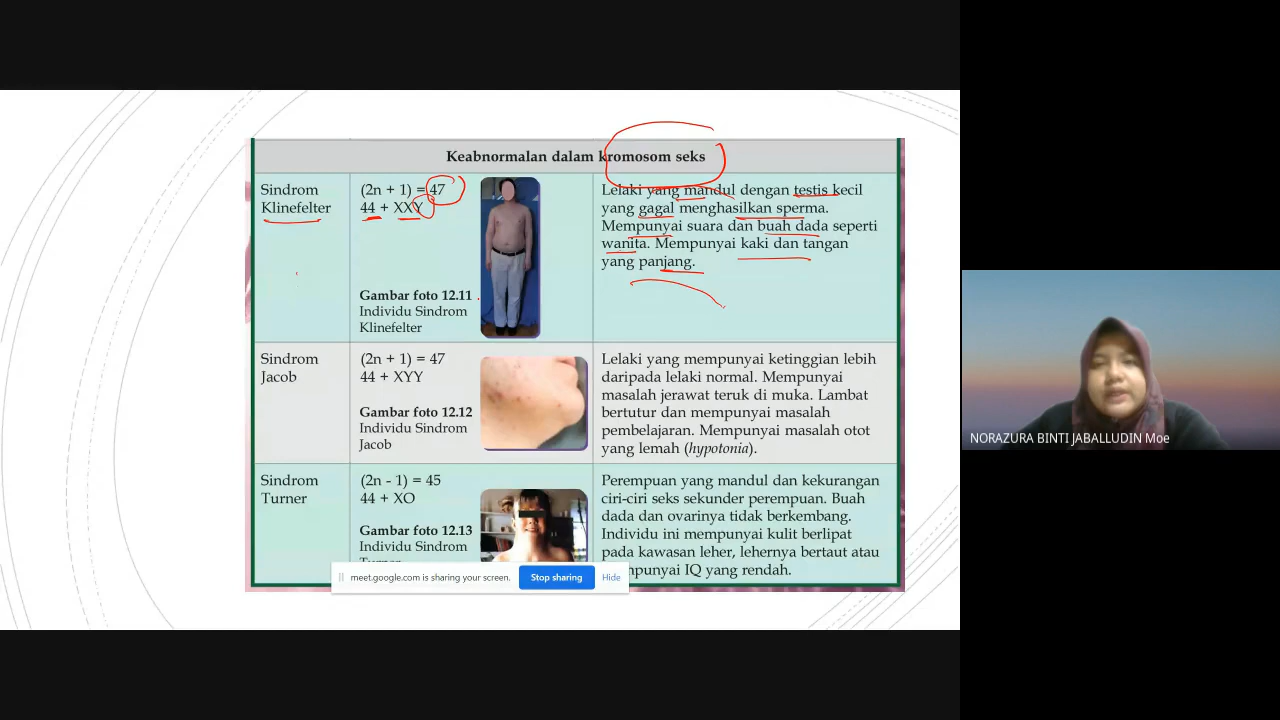 Keabnormalan dalam kromosom seks
Sindrom
Klinefelter
(2n + 1) = 47
44 + XXY
Gambar foto 12.11
Individu Sindrom
Klinefelter
Lelaki yang mandul dengan testis kecil
yang gagal menghasilkan sperma.
Mempunyai suara dan buah dada seperti
wanita. Mempunyai kaki dan tangan
yang panjang.
Sindrom
Jacob
(2n + 1) = 47
44 + XYY
Gambar foto 12.12
Individu Sindrom
Jacob
Lelaki yang mempunyai ketinggian lebih
daripada lelaki normal. Mempunyai
masalah jerawat teruk di muka. Lambat
bertutur dan mempunyai masalah
pembelajaran. Mempunyai masalah otot
yang lemah (hypotonia).
Sindrom
Turner
(2n - 1) = 45
44 + XO
Gambar foto 12.13
Individu Sindrom
Perempuan yang mandul dan kekurangan
ciri-ciri seks sekunder perempuan. Buah
dada dan ovarinya tidak berkembang.
Individu ini mempunyai kulit berlipat
pada kawasan leher, lehernya bertaut atau
yang IQ yang rendah.
meet.google.com is sharing your screen.
Stop sharing
Hide
NORAZURA BINTI JABALLUDIN Moe